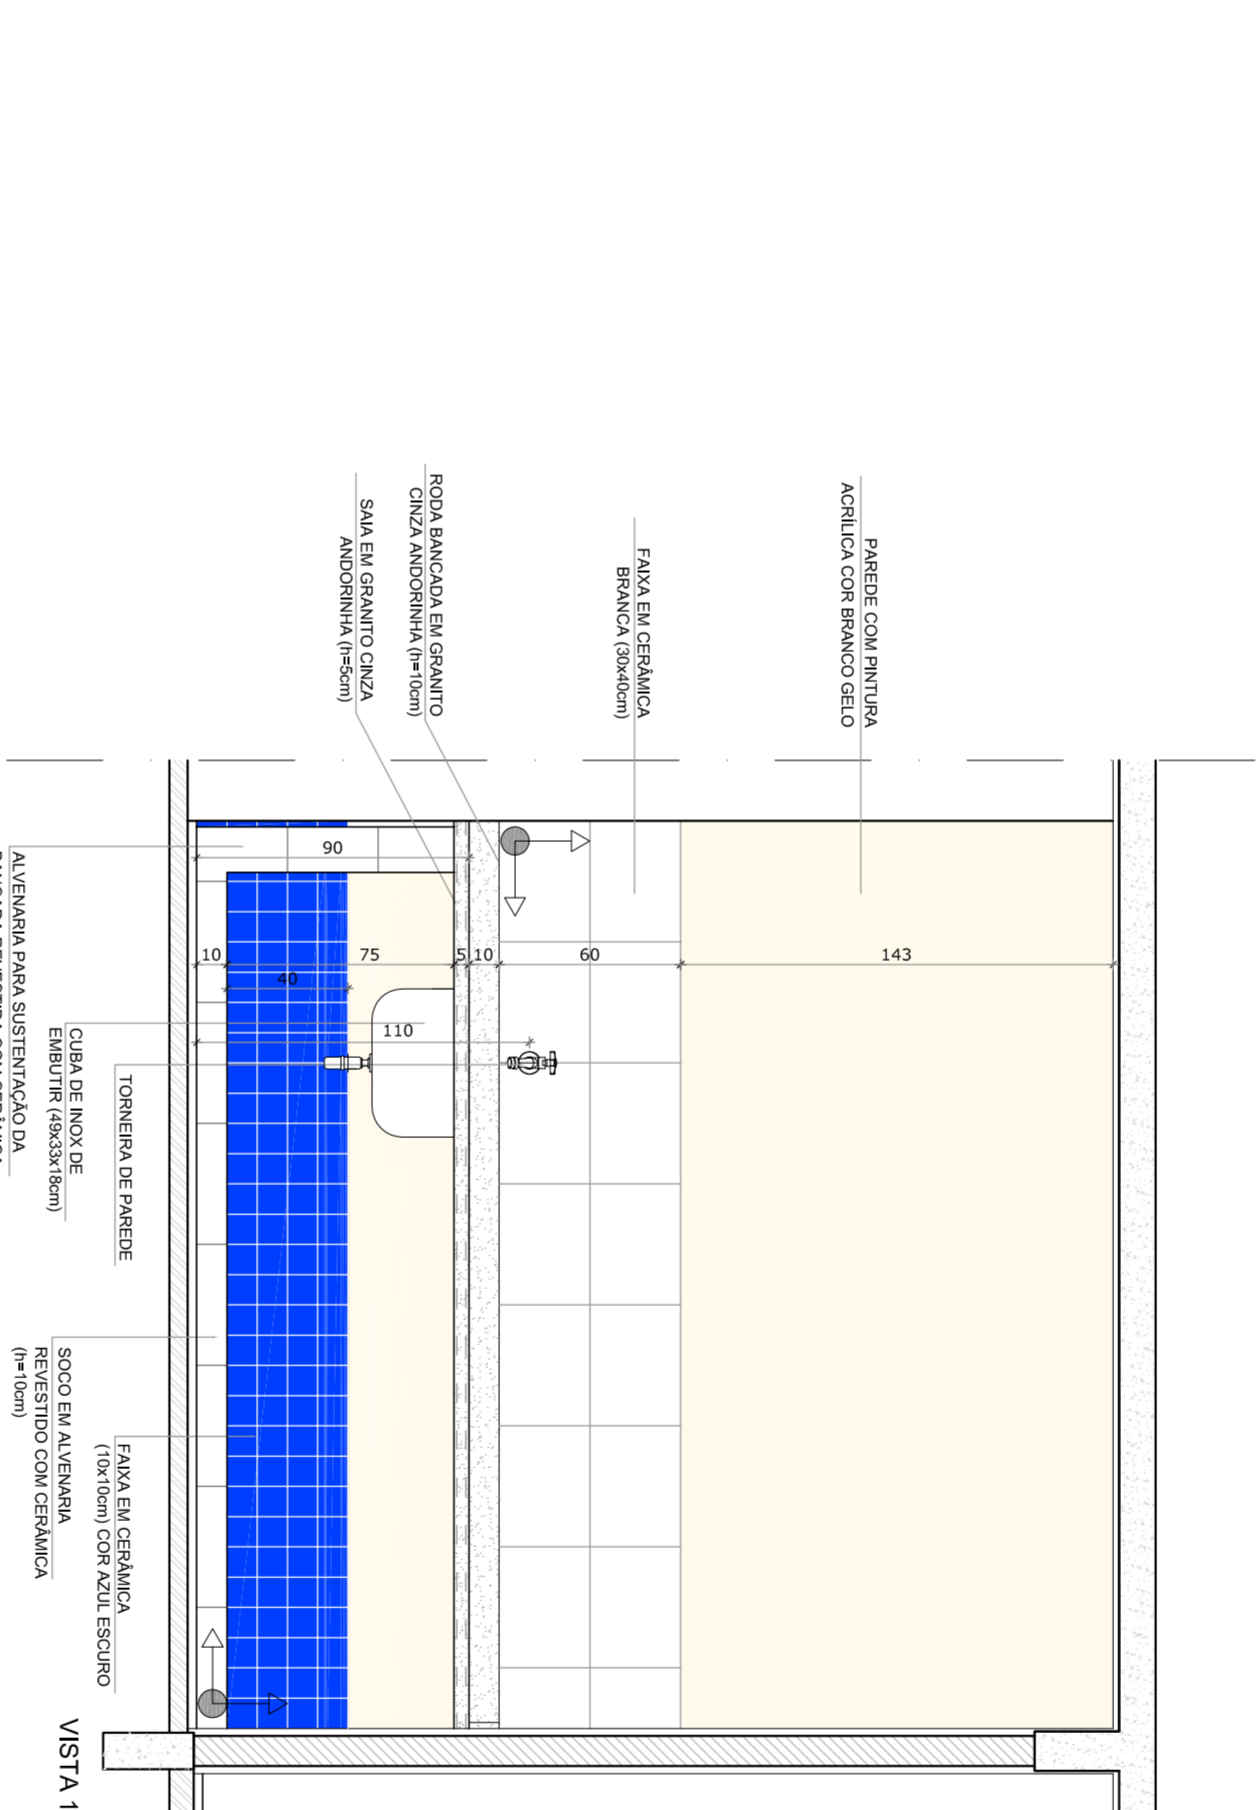 PAREDE COM PINTURA
ACRÍLICA COR BRANCO GELO
FAIXA EM CERÂMICA
BRANCA (30x40cm)
RODA BANCADA EM GRANITO
CINZA ANDORINHA (h=10cm)
SAIA EM GRANITO CINZA
ANDORINHA (h=5cm)
90
10
75
5
10
60
143
40
110
ALVENARIA PARA SUSTENTAÇÃO DA
CUBA DE INOX DE
EMBUTIR (49x33x18cm)
TORNEIRA DE PAREDE
SOCO EM ALVENARIA
REVESTIDO COM CERÂMICA
(h=10cm)
FAIXA EM CERÂMICA
(10x10cm) COR AZUL ESCURO
VISTA 1